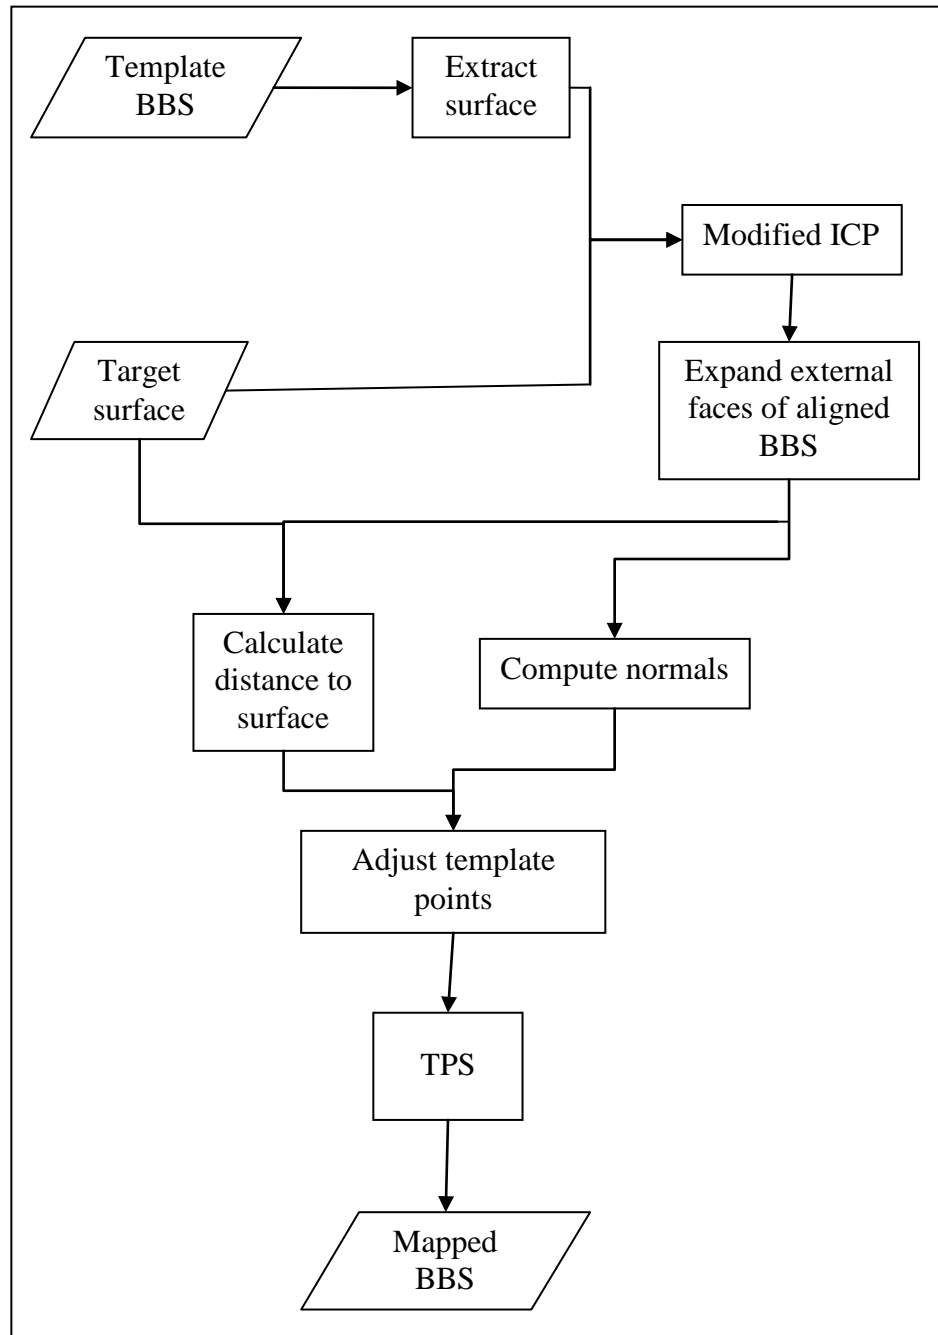 Template
BBS
Extract
surface
Modified ICP
Target
surface
Expand external
faces of aligned
BBS
Calculate
distance to
surface
Compute normals
Adjust template
points
TPS
Mapped
BBS